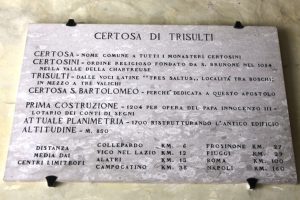 CERTOSA DI TRISULTI
CERTOSA - NOME COMUNE A TUTTI I MONASTERI CERTOSINI
CERTOSINI - ORDINE RELIGIOSO FONDATO DA S. BRUNONE NEL 1084
NELLA VALLE DELLA CHARTREUSE
TRISULTI - DALLE VOCI LATINE "TRES SALTUS", LOCALITÀ TRA BOSCHI;
IN MEZZO A TRE VALICHI
CERTOSA S. BARTOLOMEO - PERCHÈ DEDICATA A QUESTO APOSTOLO
PRIMA COSTRUZIONE - 1204 PER OPERA DEL PAPA INNOCENZO III -
LOTARIO DEI CONTI DI SEGNI
ATTUALE PLANIMETRIA - 1700 RISTRUTTURANDO L'ANTICO EDIFICIO
ALTITUDINE - M. 850
DISTANZA MEDIA DAI CENTRI LIMITROFI
COLLEPARDO KM. 6 FROSINONE KM. 27
VICO NEL LAZIO KM. 12 FIUGGI KM. 29
ALATRI KM. 15 ROMA KM. 100
CAMPOCATINO KM. 36 NAPOLI KM. 160